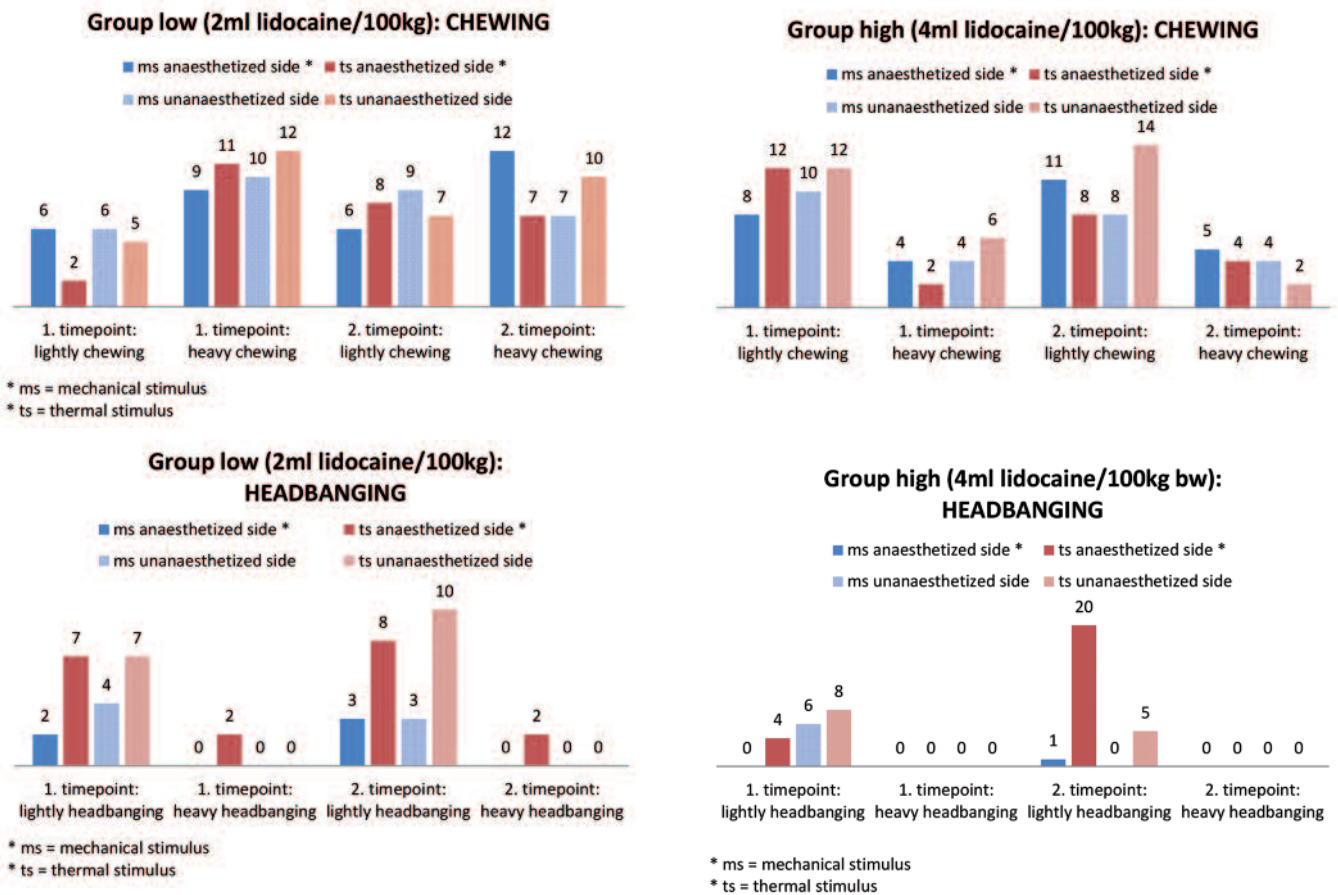 Group low (2ml lidocaine/100kg): CHEWING
ms anaesthetized side * ts anaesthetized side *
ms unanaesthetized side ts unanaesthetized side
6 2 6 5 9 11 10 12 6 8 9 7 12 7 7 10
1. timepoint: 1. timepoint: 2. timepoint: 2. timepoint:
lightly chewing heavy chewing lightly chewing heavy chewing
* ms = mechanical stimulus
* ts = thermal stimulus
Group high (4ml lidocaine/100kg): CHEWING
ms anaesthetized side * ts anaesthetized side *
ms unanaesthetized side ts unanaesthetized side
8 12 10 12 4 2 4 6 11 8 8 14 5 4 4 2
1. timepoint: 1. timepoint: 2. timepoint: 2. timepoint:
lightly chewing heavy chewing lightly chewing heavy chewing
Group low (2ml lidocaine/100kg):
HEADBANGING
ms anaesthetized side * ts anaesthetized side *
ms unanaesthetized side ts unanaesthetized side
2 7 4 7 0 2 0 0 3 8 3 10 0 2 0 0
1. timepoint: 1. timepoint: 2. timepoint: 2. timepoint:
lightly headbanging heavy headbanging lightly headbanging heavy headbanging
* ms = mechanical stimulus
* ts = thermal stimulus
Group high (4ml lidocaine/100kg bw):
HEADBANGING
ms anaesthetized side * ts anaesthetized side *
ms unanaesthetized side ts unanaesthetized side
0 4 6 8 0 0 0 0 1 20 0 5 0 0 0 0
1. timepoint: 1. timepoint: 2. timepoint: 2. timepoint:
lightly headbanging heavy headbanging lightly headbanging heavy headbanging
* ms = mechanical stimulus
* ts = thermal stimulus